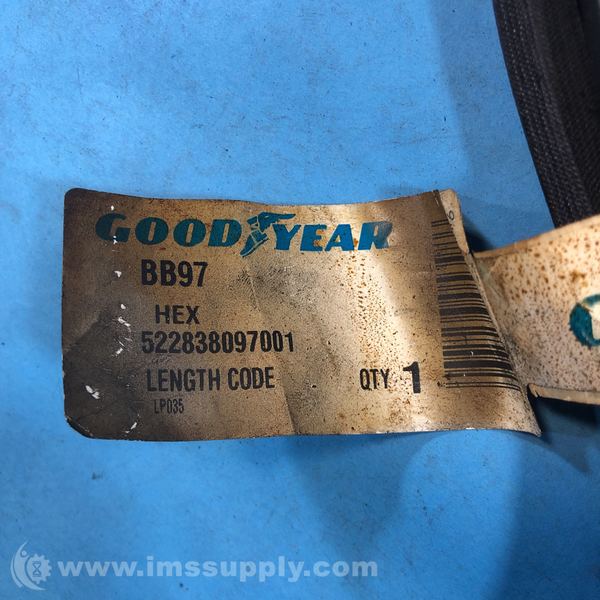 GOODYEAR
BB97
HEX
522838097001
LENGTH CODE QTY 1
LP035
www.imssupply.com